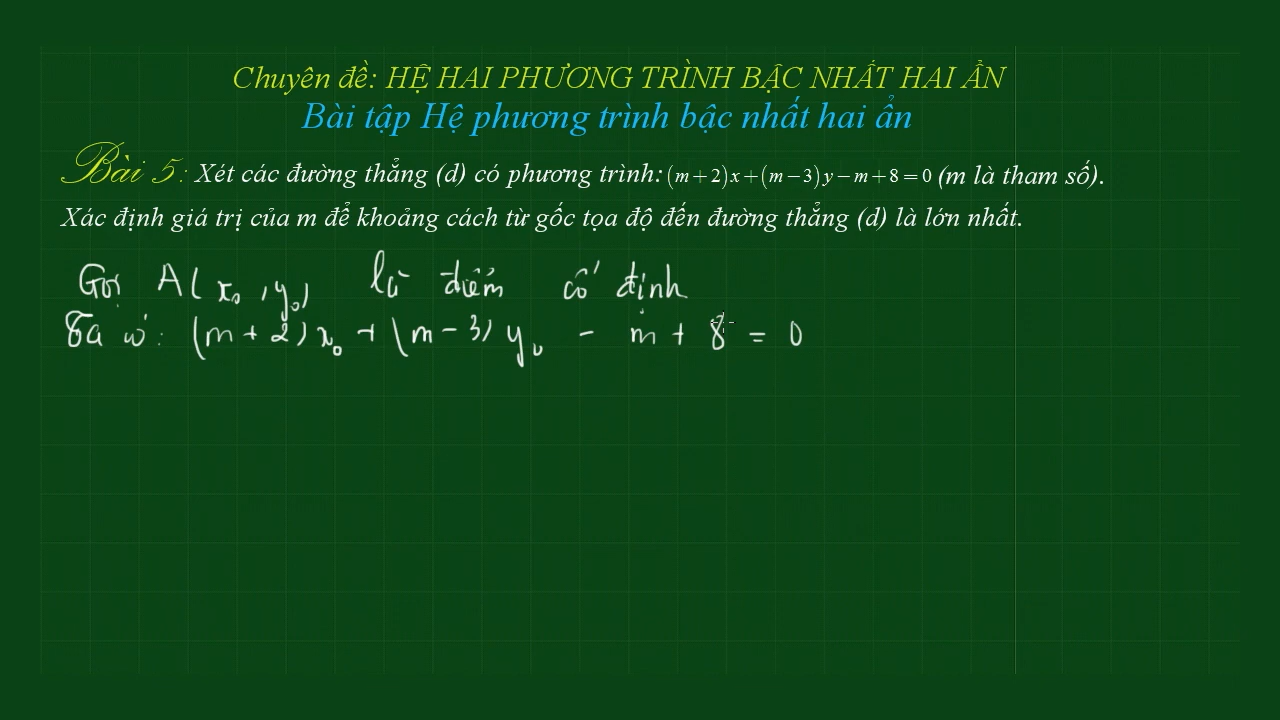 Chuyên đề: HỆ HAI PHƯƠNG TRÌNH BẬC NHẤT HAI ẨN
Bài tập Hệ phương trình bậc nhất hai ẩn
Bài 5: Xét các đường thẳng (d) có phương trình: (m+2)x+(m−3)y−m+8=0 (m là tham số).
Xác định giá trị của m để khoảng cách từ gốc tọa độ đến đường thẳng (d) là lớn nhất.
Gọi A(x₀, y₀) là điểm cố định
Ta có: (m + 2)x₀ + (m − 3)y₀ − m + 8 = 0